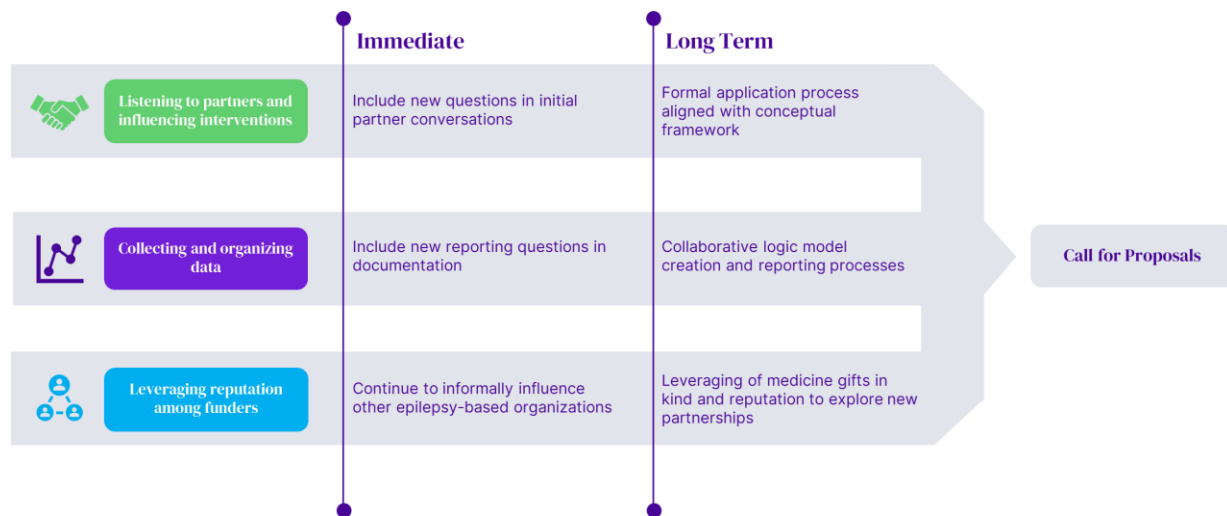 Immediate
Long Term
Listening to partners and
influencing interventions
Include new questions in initial
partner conversations
Formal application process
aligned with conceptual
framework
Collecting and organizing
data
Include new reporting questions in
documentation
Collaborative logic model
creation and reporting processes
Call for Proposals
Leveraging reputation
among funders
Continue to informally influence
other epilepsy-based organizations
Leveraging of medicine gifts in
kind and reputation to explore new
partnerships